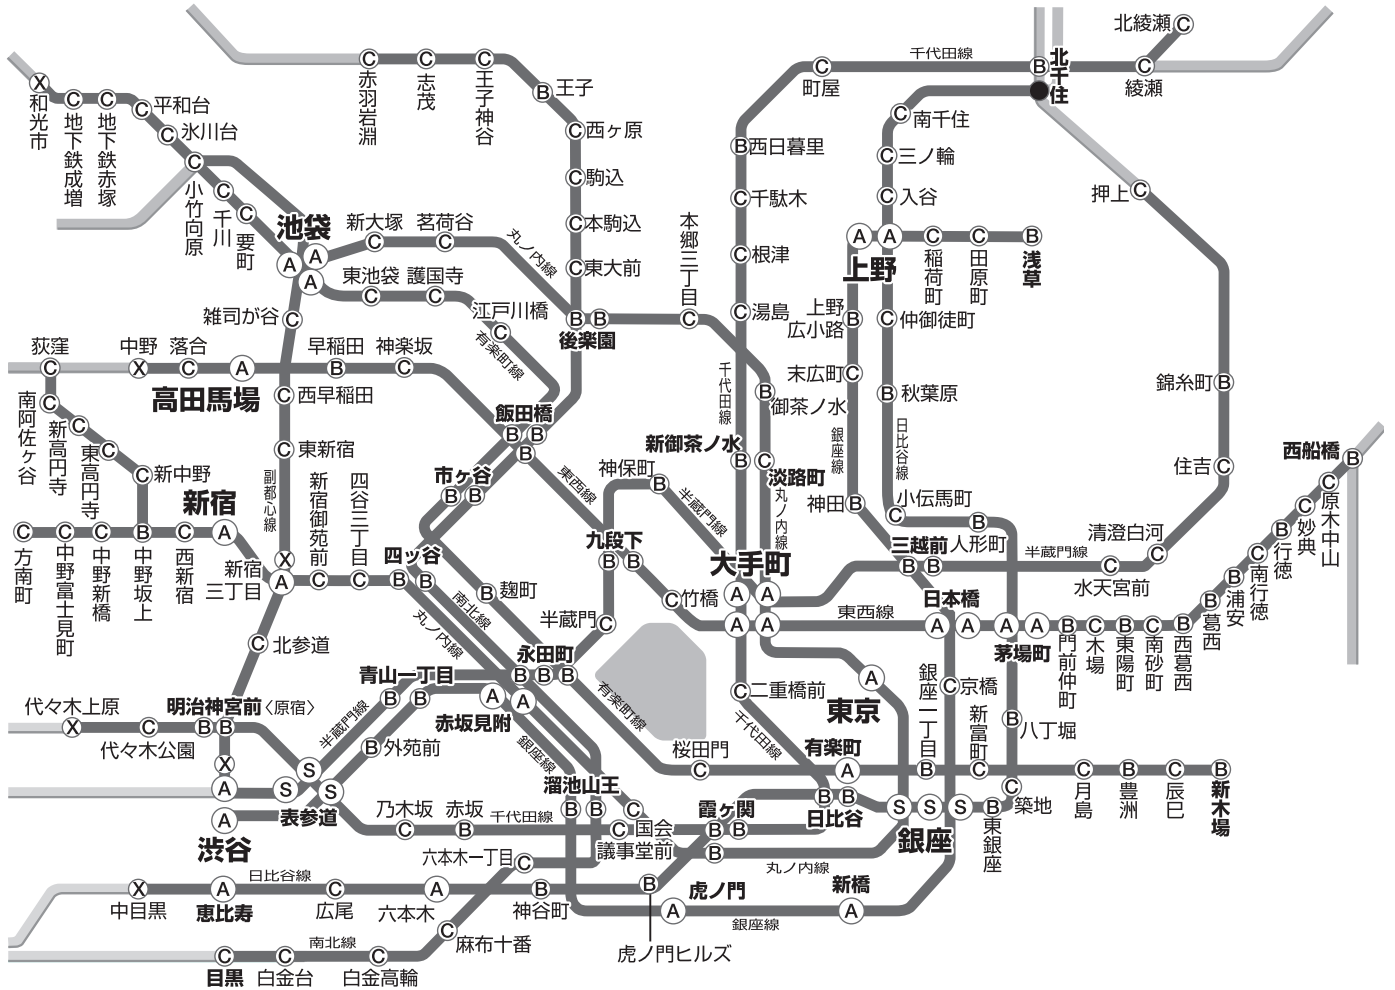 北綾瀬
C
千代田線
C
C
C
C
B
B
C
赤羽岩淵
志茂
王子神谷
王子
町屋
北千住
綾瀬
X
C
C
C
平和台
和光市
地下鉄成増
地下鉄赤塚
C
氷川台
C
西ケ原
C
南千住
B
西日暮里
C
三ノ輪
C
小竹向原
C
千川
C
要町
C
駒込
C
千駄木
C
入谷
C
押上
池袋
新大塚
茗荷谷
C
C
丸ノ内線
C
本駒込
本郷三丁目
A
A
C
C
B
上野
稲荷町
田原町
浅草
A
A
A
C
東大前
C
根津
東池袋
護国寺
C
C
江戸川橋
C
有楽町線
雑司が谷
C
B
B
後楽園
C
C
湯島
上野広小路
B
C
仲御徒町
荻窪
C
中野
X
落合
C
A
高田馬場
早稲田
B
神楽坂
C
千代田線
末広町
C
南阿佐ヶ谷
C
新高円寺
C
東高円寺
C
C
新中野
C
西早稲田
B
御茶ノ水
B
秋葉原
錦糸町
B
飯田橋
B
B
B
C
東新宿
新御茶ノ水
B
C
淡路町
銀座線
日比谷線
住吉
C
西船橋
B
市ヶ谷
B
B
東西線
神保町
B
半蔵門線
丸ノ内線
副都心線
新宿御苑前
四谷三丁目
新宿
A
神田
B
C
小伝馬町
B
人形町
C
原木中山
C
妙典
B
行徳
C
南行徳
B
浦安
B
葛西
C
C
C
B
C
方南町
中野富士見町
中野新橋
中野坂上
西新宿
X
新宿三丁目
A
C
C
四ッ谷
B
B
九段下
B
B
大手町
三越前
B
B
半蔵門線
C
水天宮前
清澄白河
C
麹町
B
C
竹橋
A
A
A
A
南北線
丸ノ内線
半蔵門
C
東西線
日本橋
A
A
A
A
茅場町
B
C
B
C
B
門前仲町
木場
東陽町
南砂町
西葛西
C
北参道
永田町
B
B
B
青山一丁目
B
B
A
A
赤坂見附
有楽町線
C
二重橋前
A
東京
銀座一丁目
C
京橋
新富町
B
八丁堀
代々木上原
X
C
代々木公園
明治神宮前〈原宿〉
B
B
半蔵門線
B
外苑前
銀座線
千代田線
X
A
S
S
S
表参道
A
渋谷
桜田門
C
有楽町
A
B
C
C
築地
C
月島
B
豊洲
C
辰巳
B
新木場
溜池山王
B
B
C
国会議事堂前
C
乃木坂
C
赤坂
B
千代田線
霞ヶ関
B
B
B
日比谷
B
B
S
S
S
銀座
B
東銀座
六本木一丁目
C
丸ノ内線
日比谷線
X
中目黒
A
恵比寿
C
広尾
A
六本木
B
神谷町
B
虎ノ門ヒルズ
虎ノ門
A
新橋
A
銀座線
C
麻布十番
南北線
C
目黒
C
白金台
C
白金高輪